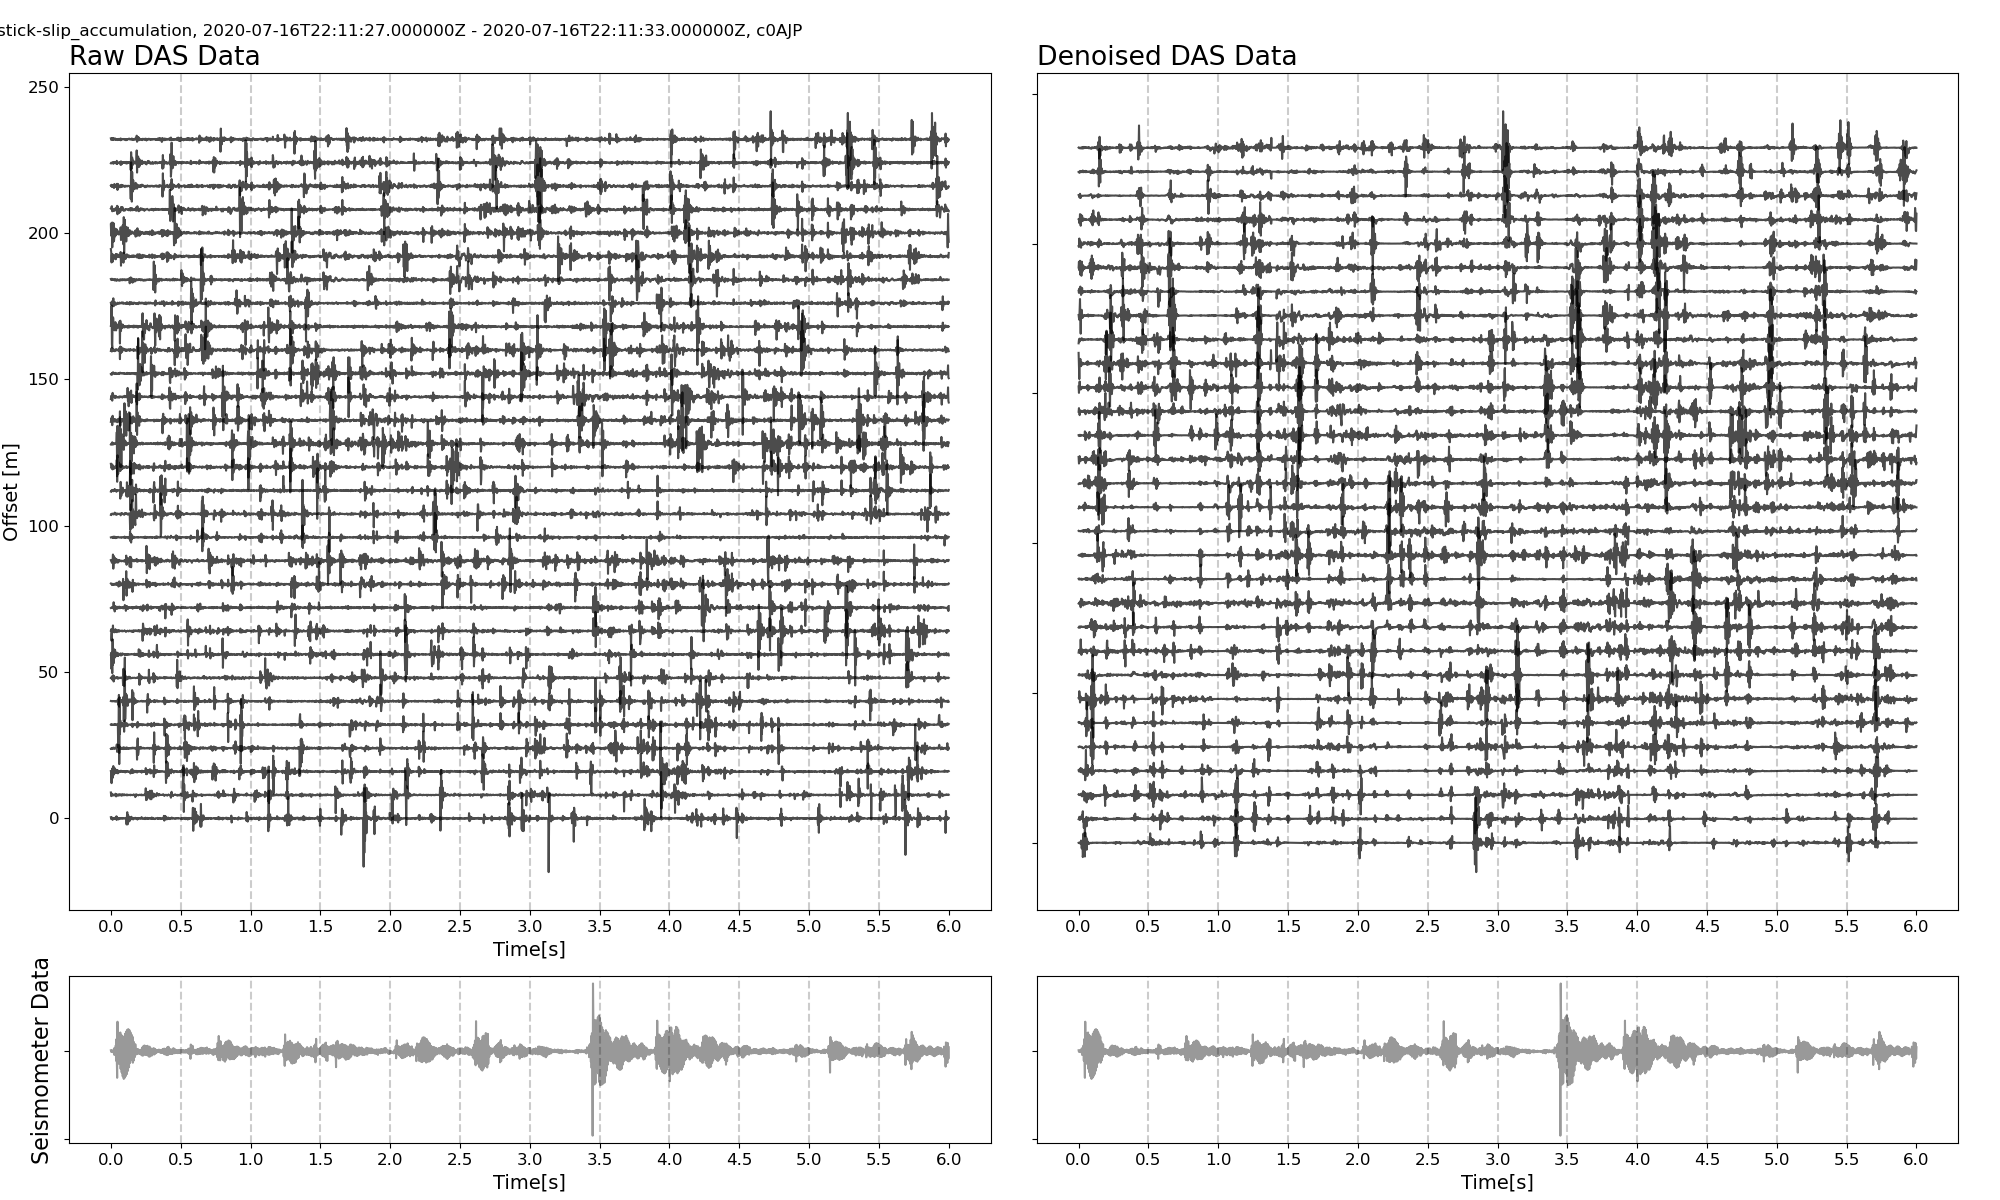 stick-slip_accumulation, 2020-07-16T22:11:27.000000Z - 2020-07-16T22:11:33.000000Z, c0AJP
Raw DAS Data
Denoised DAS Data
Offset [m]
250
200
150
100
50
0
0.0 0.5 1.0 1.5 2.0 2.5 3.0 3.5 4.0 4.5 5.0 5.5 6.0
Time[s]
0.0 0.5 1.0 1.5 2.0 2.5 3.0 3.5 4.0 4.5 5.0 5.5 6.0
Seismometer Data
0.0 0.5 1.0 1.5 2.0 2.5 3.0 3.5 4.0 4.5 5.0 5.5 6.0
Time[s]
0.0 0.5 1.0 1.5 2.0 2.5 3.0 3.5 4.0 4.5 5.0 5.5 6.0
Time[s]